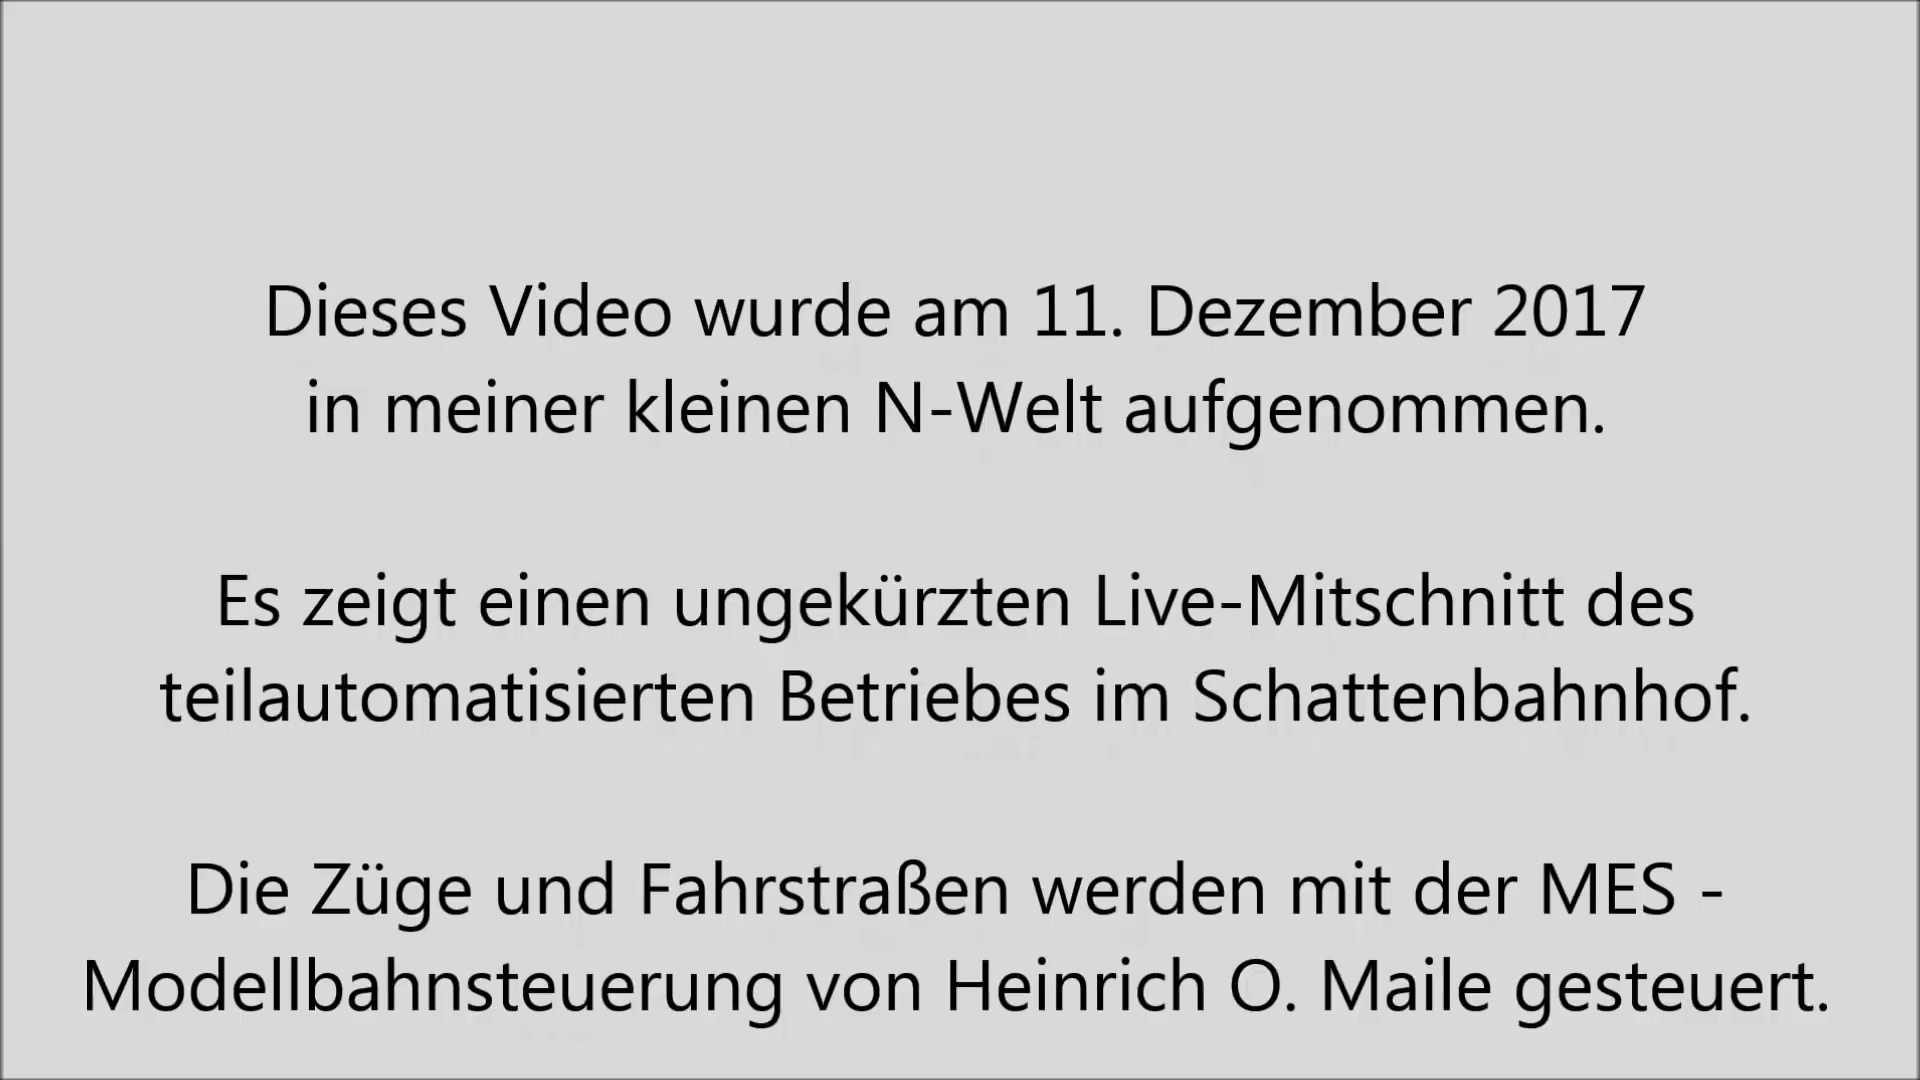 Dieses Video wurde am 11. Dezember 2017
in meiner kleinen N-Welt aufgenommen.
Es zeigt einen ungekürzten Live-Mitschnitt des
teilautomatisierten Betriebes im Schattenbahnhof.
Die Züge und Fahrstraßen werden mit der MES -
Modellbahnsteuerung von Heinrich O. Maile gesteuert.